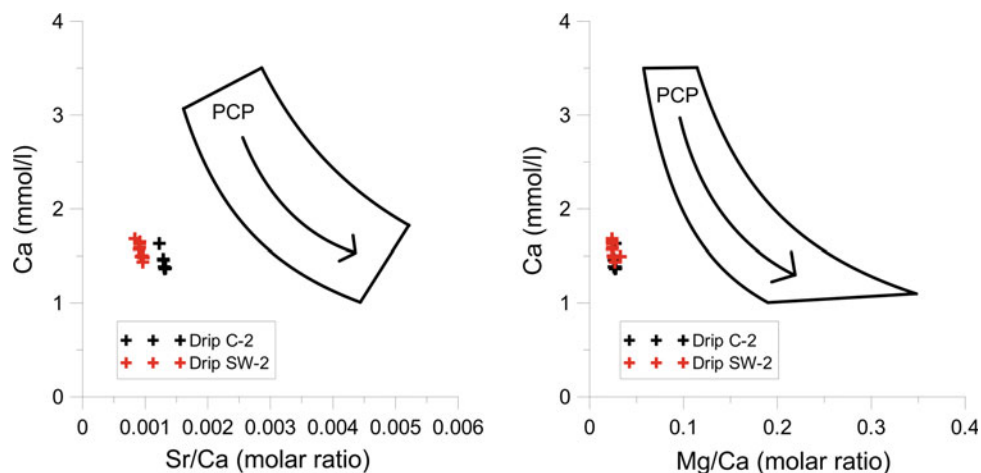 4
3
2
1
0
Ca (mmol/l)
PCP
Drip C-2
Drip SW-2
0 0.001 0.002 0.003 0.004 0.005 0.006
Sr/Ca (molar ratio)
4
3
2
1
0
Ca (mmol/l)
PCP
Drip C-2
Drip SW-2
0 0.1 0.2 0.3 0.4
Mg/Ca (molar ratio)